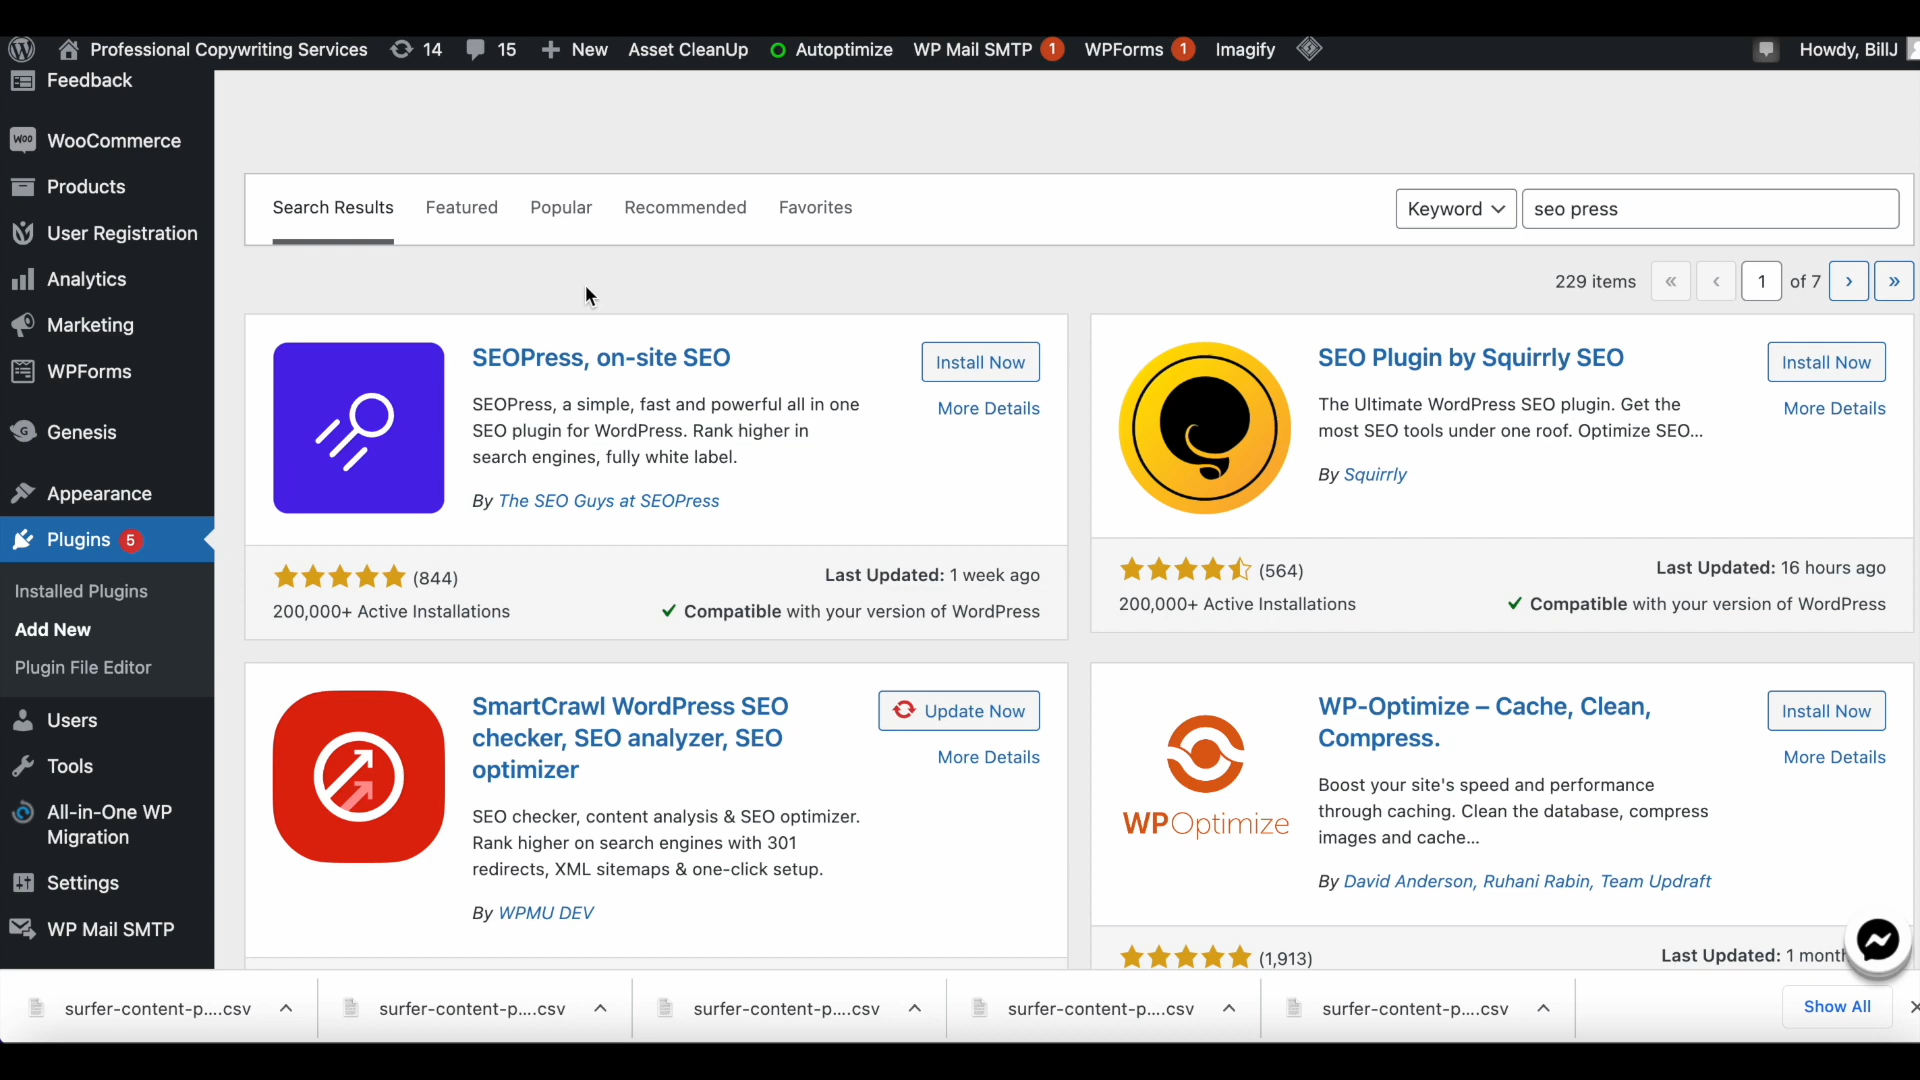 Professional Copywriting Services 14 15 New Asset CleanUp Autoptimize WP Mail SMTP 1 WPForms 1 Imagify Howdy, BillJ
Feedback
WOO WooCommerce
Products
User Registration
Analytics
Marketing
WPForms
Genesis
Appearance
Plugins 5
Installed Plugins
Add New
Plugin File Editor
Users
Tools
All-in-One WP
Migration
Settings
WP Mail SMTP
Search Results Featured Popular Recommended Favorites Keyword seo press
229 items « ‹ 1 of 7 › »
SEOPress, on-site SEO
Install Now
SEOPress, a simple, fast and powerful all in one
SEO plugin for WordPress. Rank higher in
search engines, fully white label.
More Details
By The SEO Guys at SEOPress
(844)
Last Updated: 1 week ago
200,000+ Active Installations
Compatible with your version of WordPress
SEO Plugin by Squirrly SEO
Install Now
The Ultimate WordPress SEO plugin. Get the
most SEO tools under one roof. Optimize SEO...
More Details
By Squirrly
(564)
Last Updated: 16 hours ago
200,000+ Active Installations
Compatible with your version of WordPress
SmartCrawl WordPress SEO
checker, SEO analyzer, SEO
optimizer
Update Now
More Details
SEO checker, content analysis & SEO optimizer.
Rank higher on search engines with 301
redirects, XML sitemaps & one-click setup.
By WPMU DEV
WPOptimize
WP-Optimize – Cache, Clean,
Compress.
Install Now
More Details
Boost your site's speed and performance
through caching. Clean the database, compress
images and cache...
By David Anderson, Ruhani Rabin, Team Updraft
(1,913)
Last Updated: 1 month
surfer-content-p....csv surfer-content-p....csv surfer-content-p....csv surfer-content-p....csv surfer-content-p....csv Show All